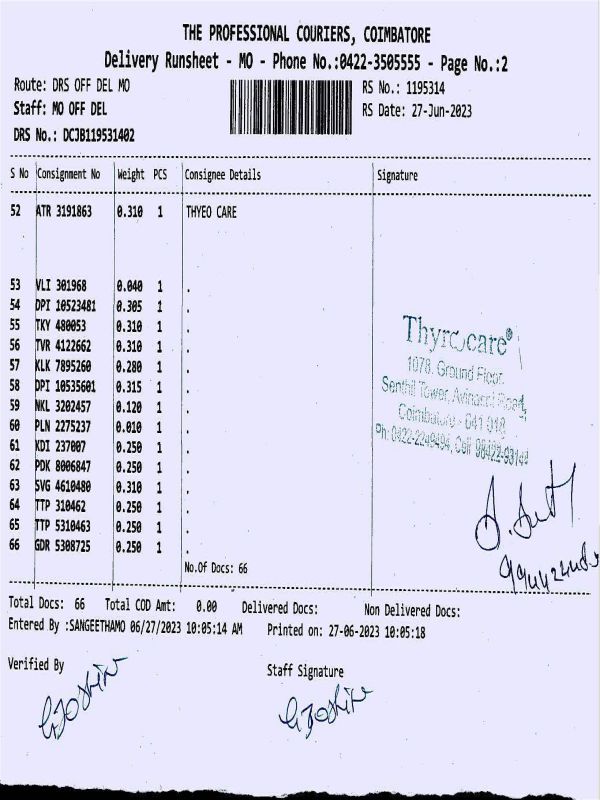 THE PROFESSIONAL COURIERS, COIMBATORE
Delivery Runsheet - MO - Phone No.:0422-3505555 - Page No.:2
Route: DRS OFF DEL MO RS No.: 1195314
Staff: MO OFF DEL RS Date: 27-Jun-2023
DRS No.: DCJB119531402
S No Consignment No Weight PCS Consignee Details Signature
52 ATR 3191863 0.310 1 THYEO CARE
53 VLI 301968 0.040 1 .
54 DPI 10523481 0.305 1 .
55 TKY 480053 0.310 1 .
56 TVR 4122662 0.310 1 .
57 KLK 7895260 0.280 1 .
58 DPI 10535601 0.315 1 .
59 NKL 3202457 0.120 1 .
60 PLN 2275237 0.010 1 .
61 KDI 237007 0.250 1 .
62 PDK 8006847 0.250 1 .
63 SVG 4610480 0.310 1 .
64 TTP 310462 0.250 1 .
65 TTP 5310463 0.250 1 .
66 GDR 5308725 0.250 1 .
Thyrocare®
1078, Ground Floor,
Senthil Tower, Avinashi Road,
Coimbatore - 641 018
Ph: 0422-2249494, Cell
No.Of Docs: 66
Total Docs: 66 Total COD Amt: 0.00 Delivered Docs: Non Delivered Docs:
Entered By :SANGEETHAMO 06/27/2023 10:05:14 AM Printed on: 27-06-2023 10:05:18
Verified By Staff Signature